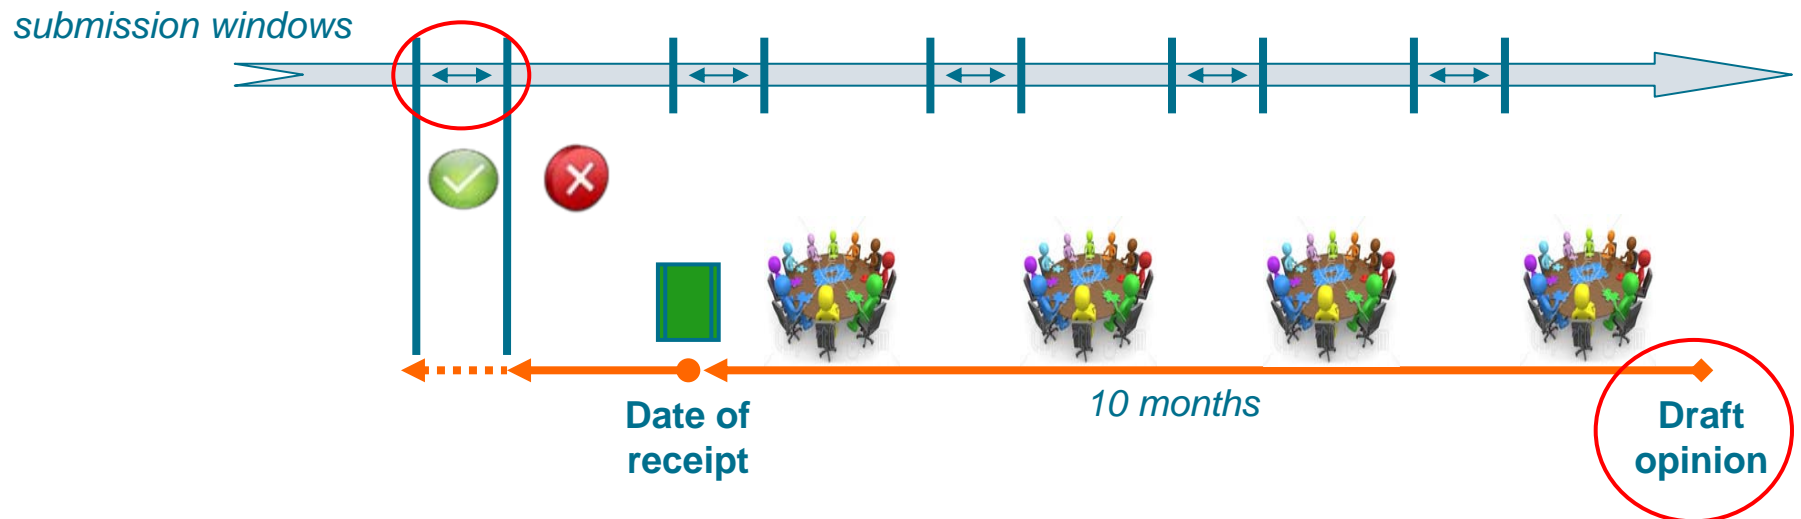 submission windows
10 months
Date of
receipt
Draft
opinion